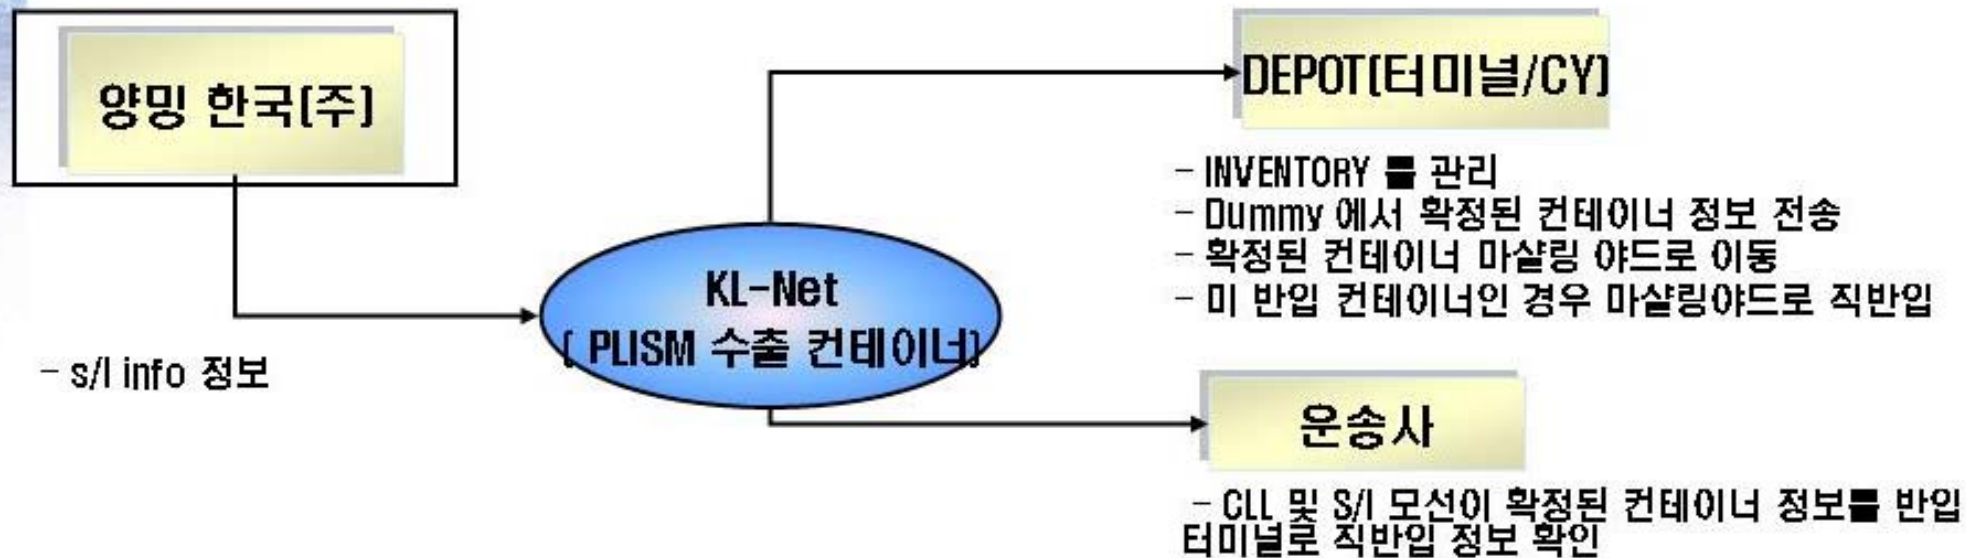 양밍 한국(주)
DEPOT(터미널/CY)
- INVENTORY 를 관리
- Dummy 에서 확정된 컨테이너 정보 전송
- 확정된 컨테이너 마샬링 야드로 이동
- 미 반입 컨테이너인 경우 마샬링야드로 직반입
KL-Net
( PLISM 수출 컨테이너)
- s/l info 정보
운송사
- CLL 및 S/I 모선이 확정된 컨테이너 정보를 반입
터미널로 직반입 정보 확인